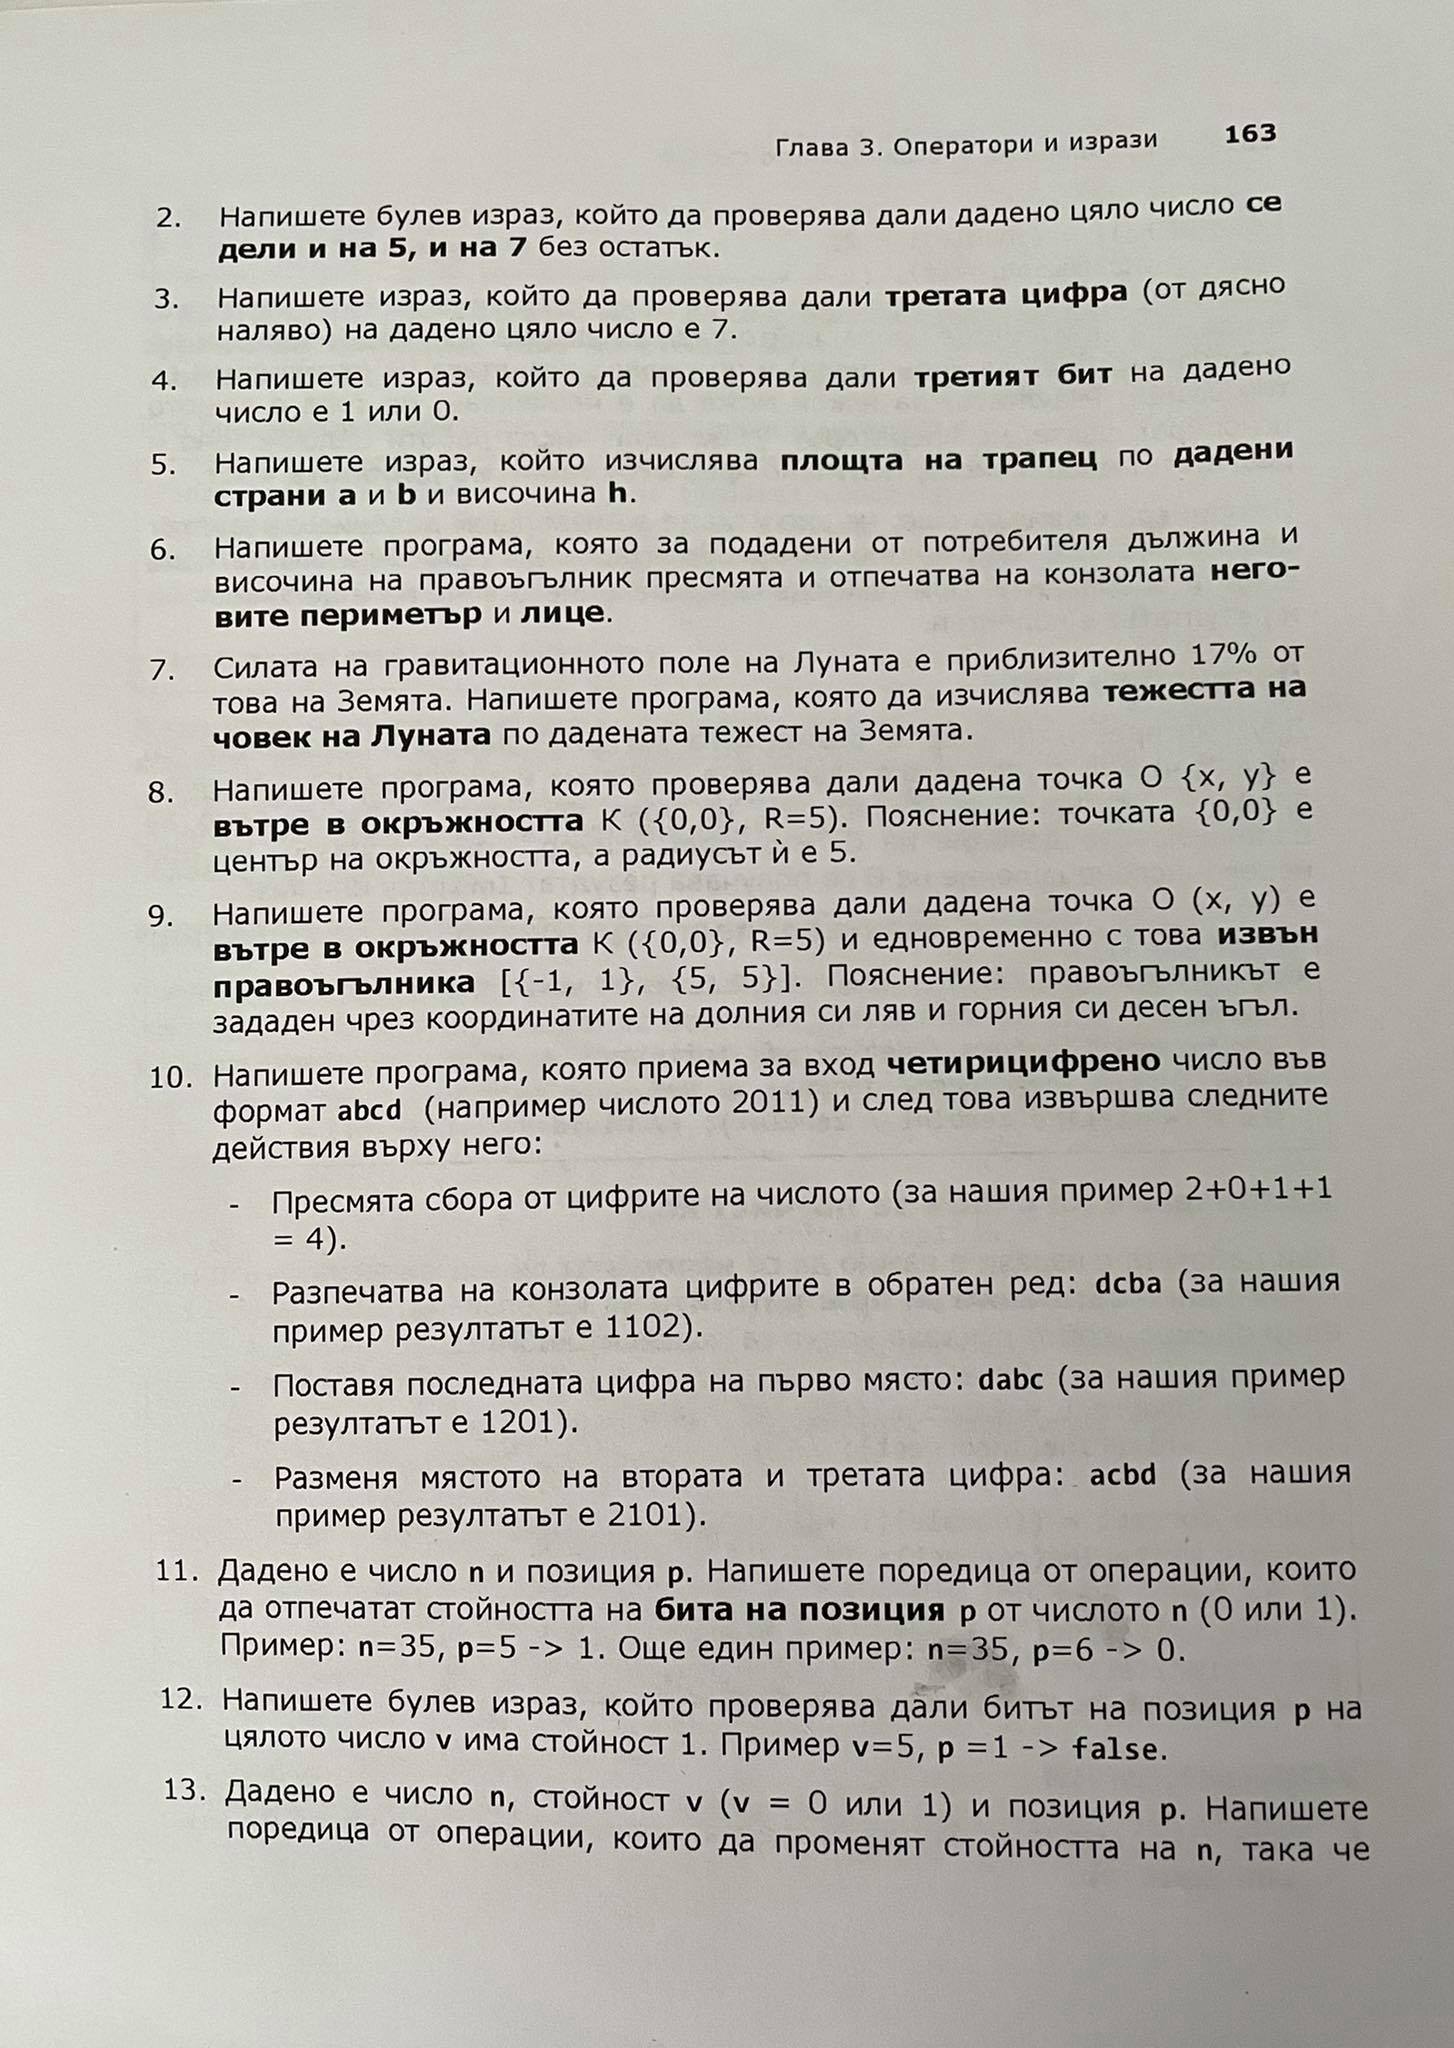 Глава 3. Оператори и изрази 163
2. Напишете булев израз, който да проверява дали дадено цяло число се
дели и на 5, и на 7 без остатък.
3. Напишете израз, който да проверява дали третата цифра (от дясно
наляво) на дадено цяло число е 7.
4. Напишете израз, който да проверява дали третият бит на дадено
число е 1 или 0.
5. Напишете израз, който изчислява площта на трапец по дадени
страни a и b и височина h.
6. Напишете програма, която за подадени от потребителя дължина и
височина на правоъгълник пресмята и отпечатва на конзолата него-
вите периметър и лице.
7. Силата на гравитационното поле на Луната е приблизително 17% от
това на Земята. Напишете програма, която да изчислява тежестта на
човек на Луната по дадената тежест на Земята.
8. Напишете програма, която проверява дали дадена точка О {x, y} е
вътре в окръжността К ({0,0}, R=5). Пояснение: точката {0,0} е
център на окръжността, а радиусът ѝ е 5.
9. Напишете програма, която проверява дали дадена точка О (x, y) е
вътре в окръжността К ({0,0}, R=5) и едновременно с това извън
правоъгълника [{-1, 1}, {5, 5}]. Пояснение: правоъгълникът е
зададен чрез координатите на долния си ляв и горния си десен ъгъл.
10. Напишете програма, която приема за вход четирицифрено число във
формат abcd (например числото 2011) и след това извършва следните
действия върху него:
- Пресмята сбора от цифрите на числото (за нашия пример 2+0+1+1
= 4).
- Разпечатва на конзолата цифрите в обратен ред: dcba (за нашия
пример резултатът е 1102).
- Поставя последната цифра на първо място: dabc (за нашия пример
резултатът е 1201).
- Разменя мястото на втората и третата цифра: acbd (за нашия
пример резултатът е 2101).
11. Дадено е число n и позиция p. Напишете поредица от операции, които
да отпечатат стойността на бита на позиция p от числото n (0 или 1).
Пример: n=35, p=5 -> 1. Още един пример: n=35, p=6 -> 0.
12. Напишете булев израз, който проверява дали битът на позиция p на
цялото число v има стойност 1. Пример v=5, p =1 -> false.
13. Дадено е число n, стойност v (v = 0 или 1) и позиция p. Напишете
поредица от операции, които да променят стойността на n, така че